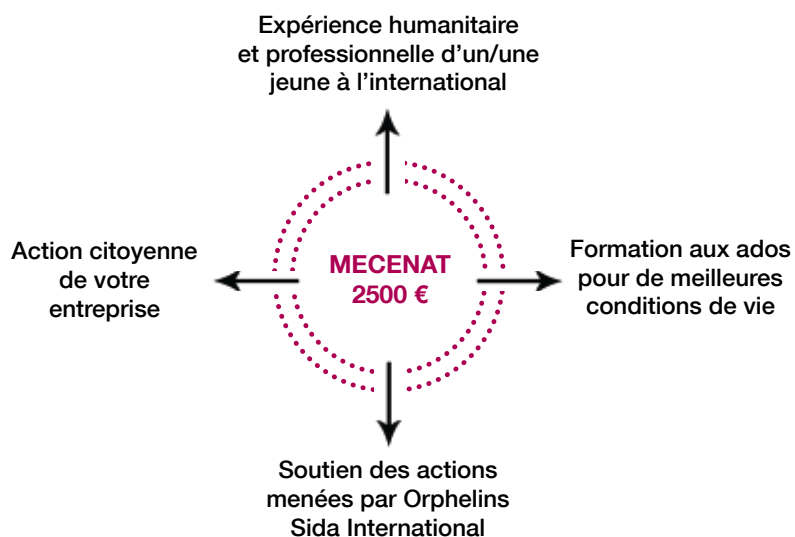 Expérience humanitaire
et professionnelle d’un/une
jeune à l’international
Action citoyenne
de votre
entreprise
MECENAT
2500 €
Formation aux ados
pour de meilleures
conditions de vie
Soutien des actions
menées par Orphelins
Sida International